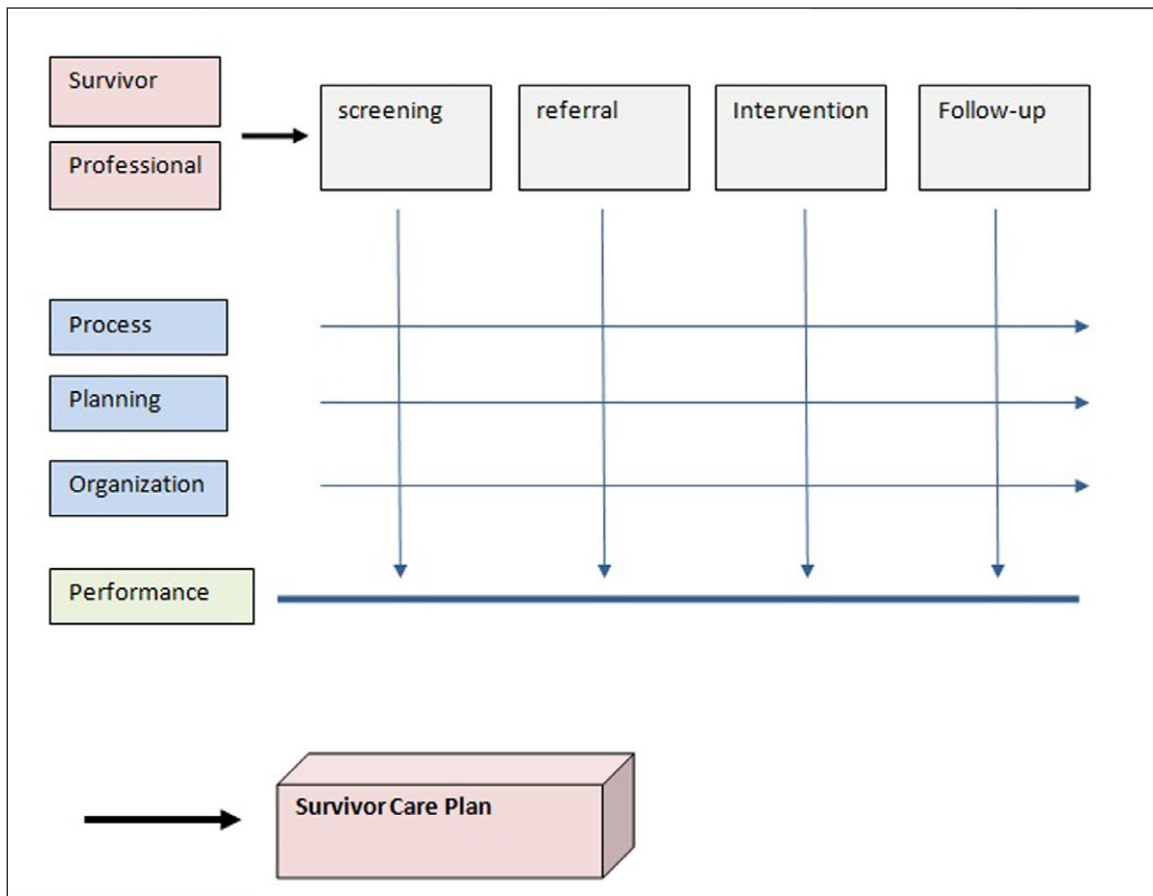 Survivor
Professional
screening
referral
Intervention
Follow-up
Process
Planning
Organization
Performance
Survivor Care Plan